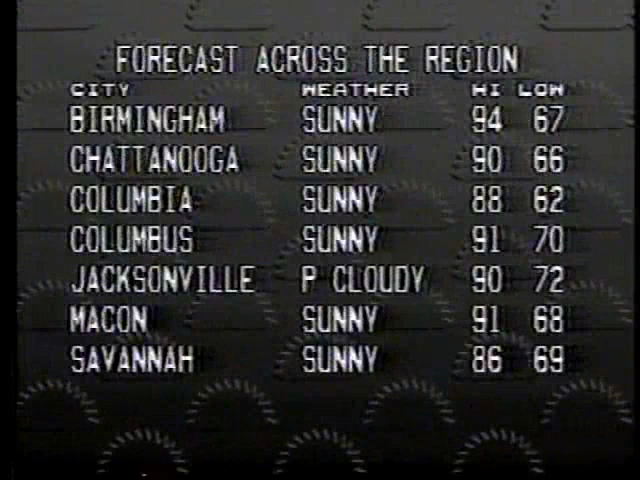 FORECAST ACROSS THE REGION
CITY WEATHER HI LOW
BIRMINGHAM SUNNY 94 67
CHATTANOOGA SUNNY 90 66
COLUMBIA SUNNY 88 62
COLUMBUS SUNNY 91 70
JACKSONVILLE P CLOUDY 90 72
MACON SUNNY 91 68
SAVANNAH SUNNY 86 69